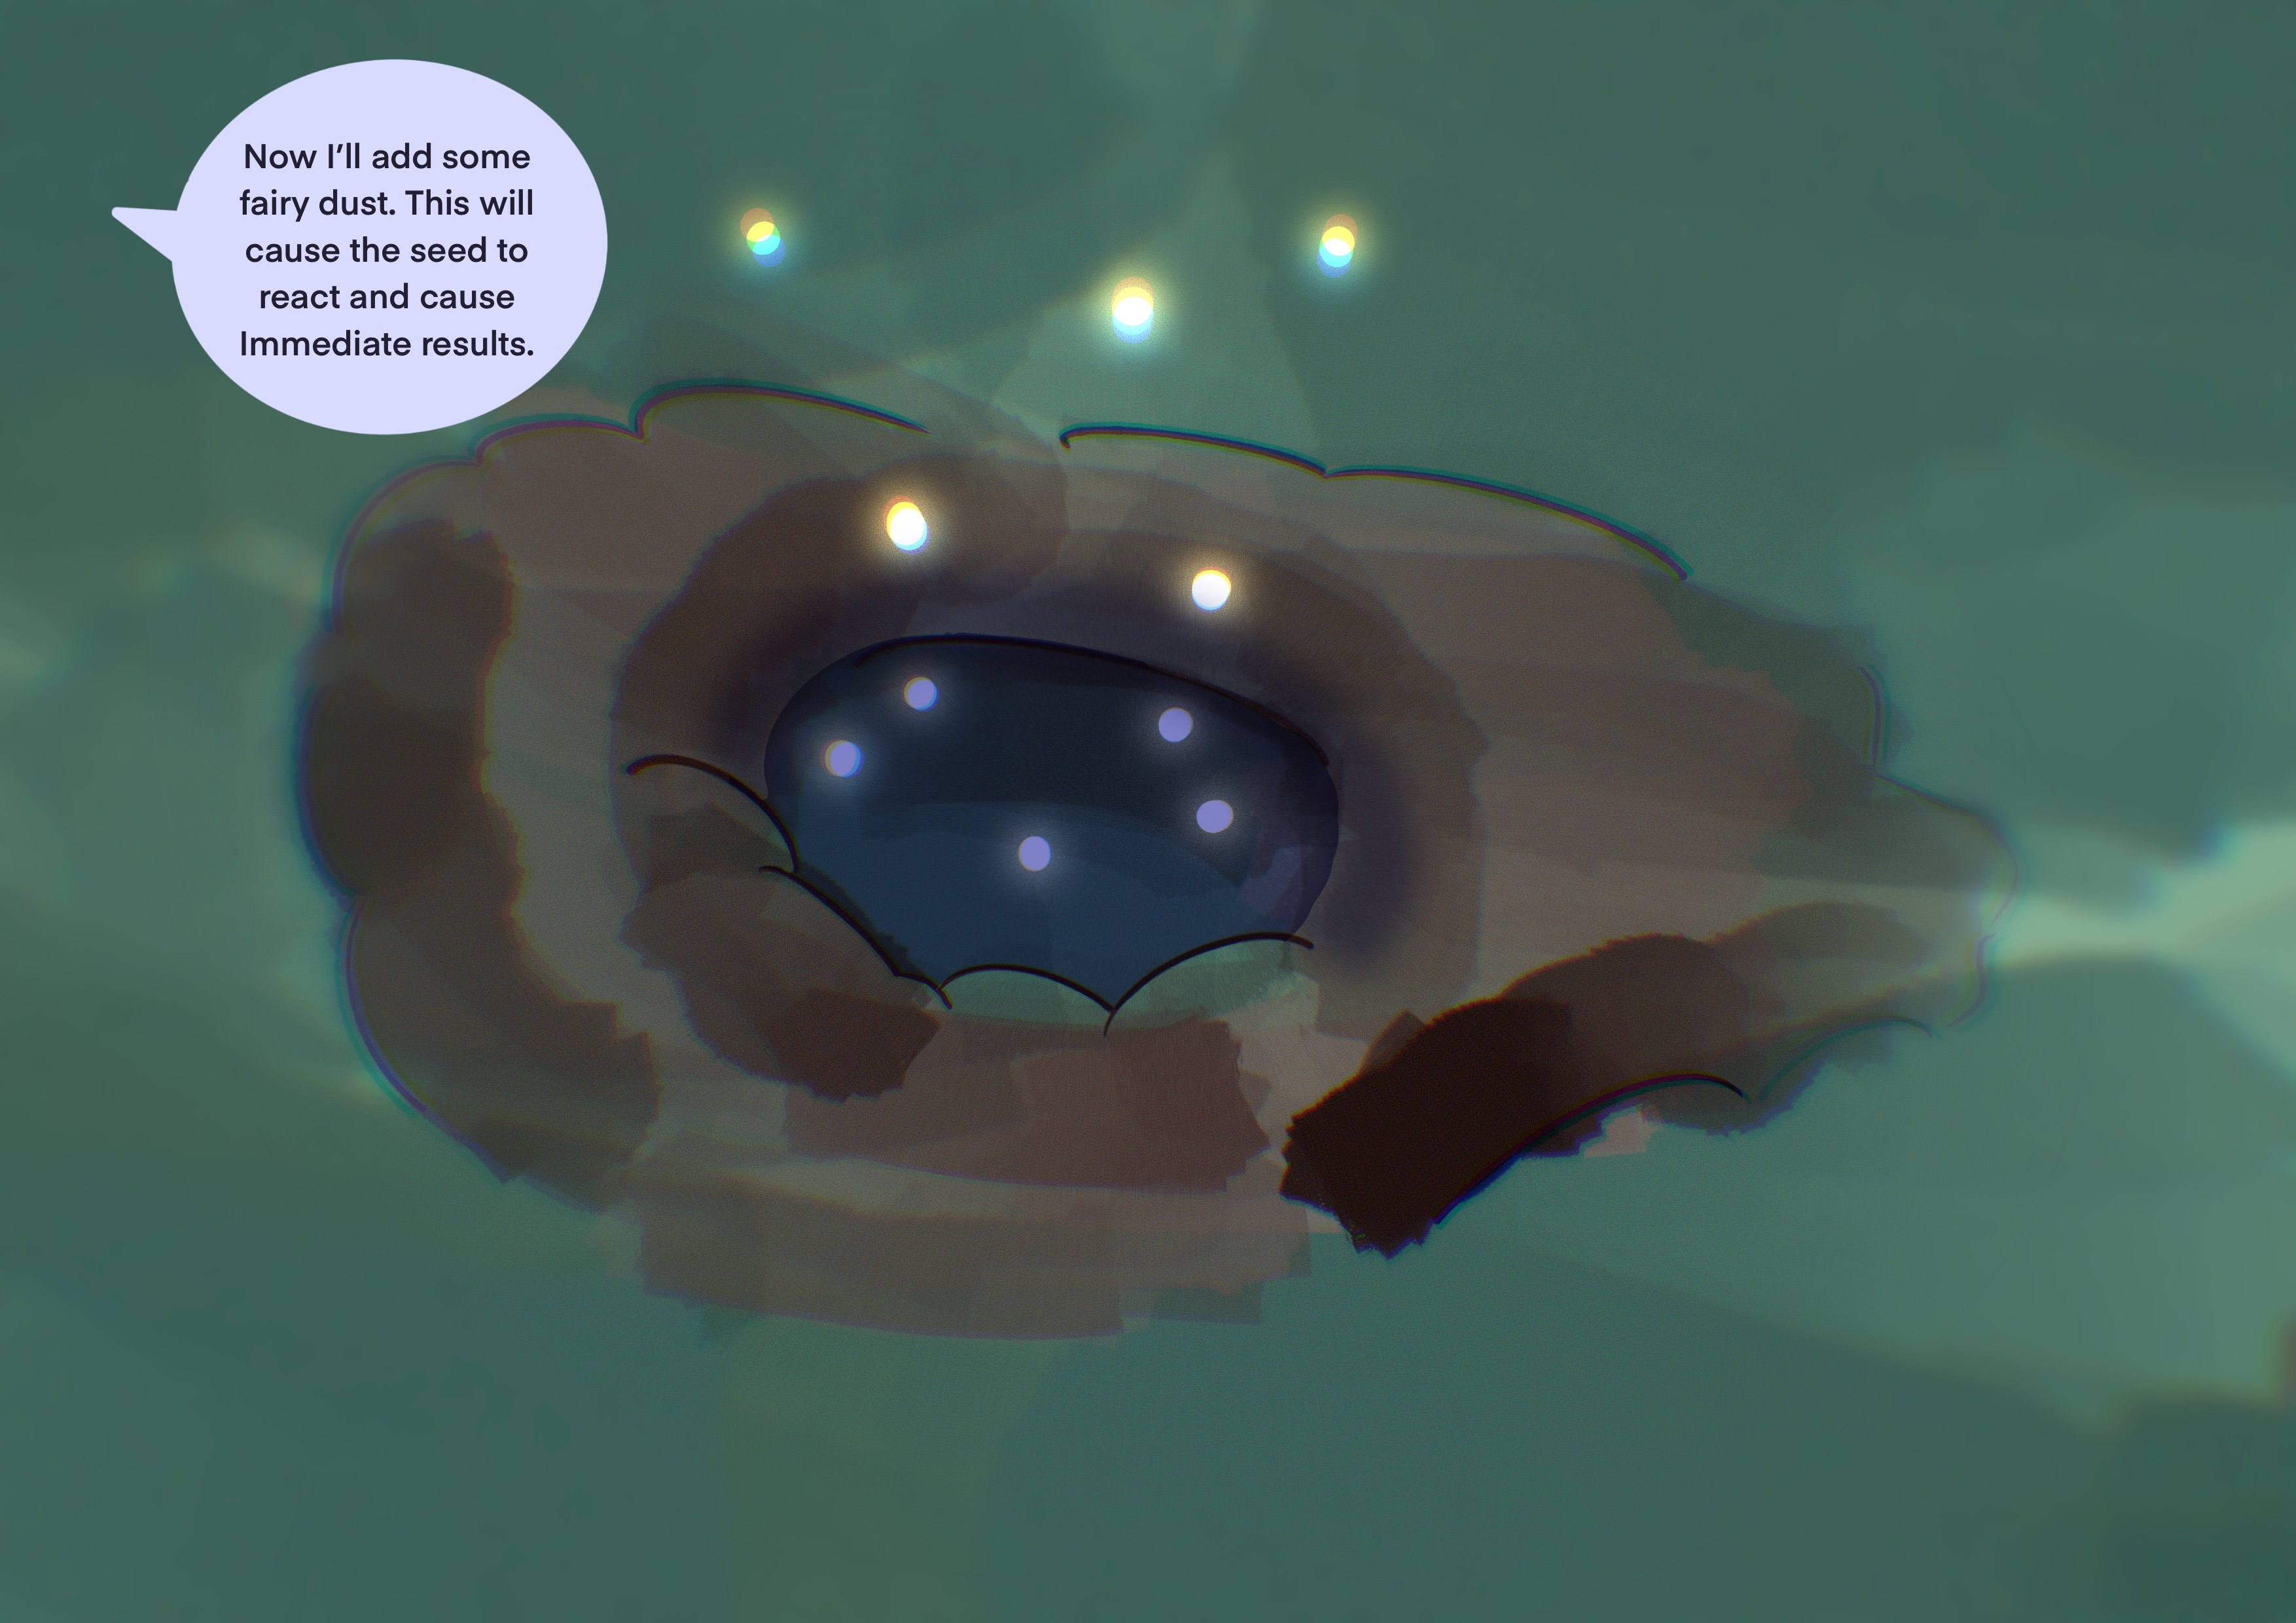 Now I’ll add some
fairy dust. This will
cause the seed to
react and cause
Immediate results.